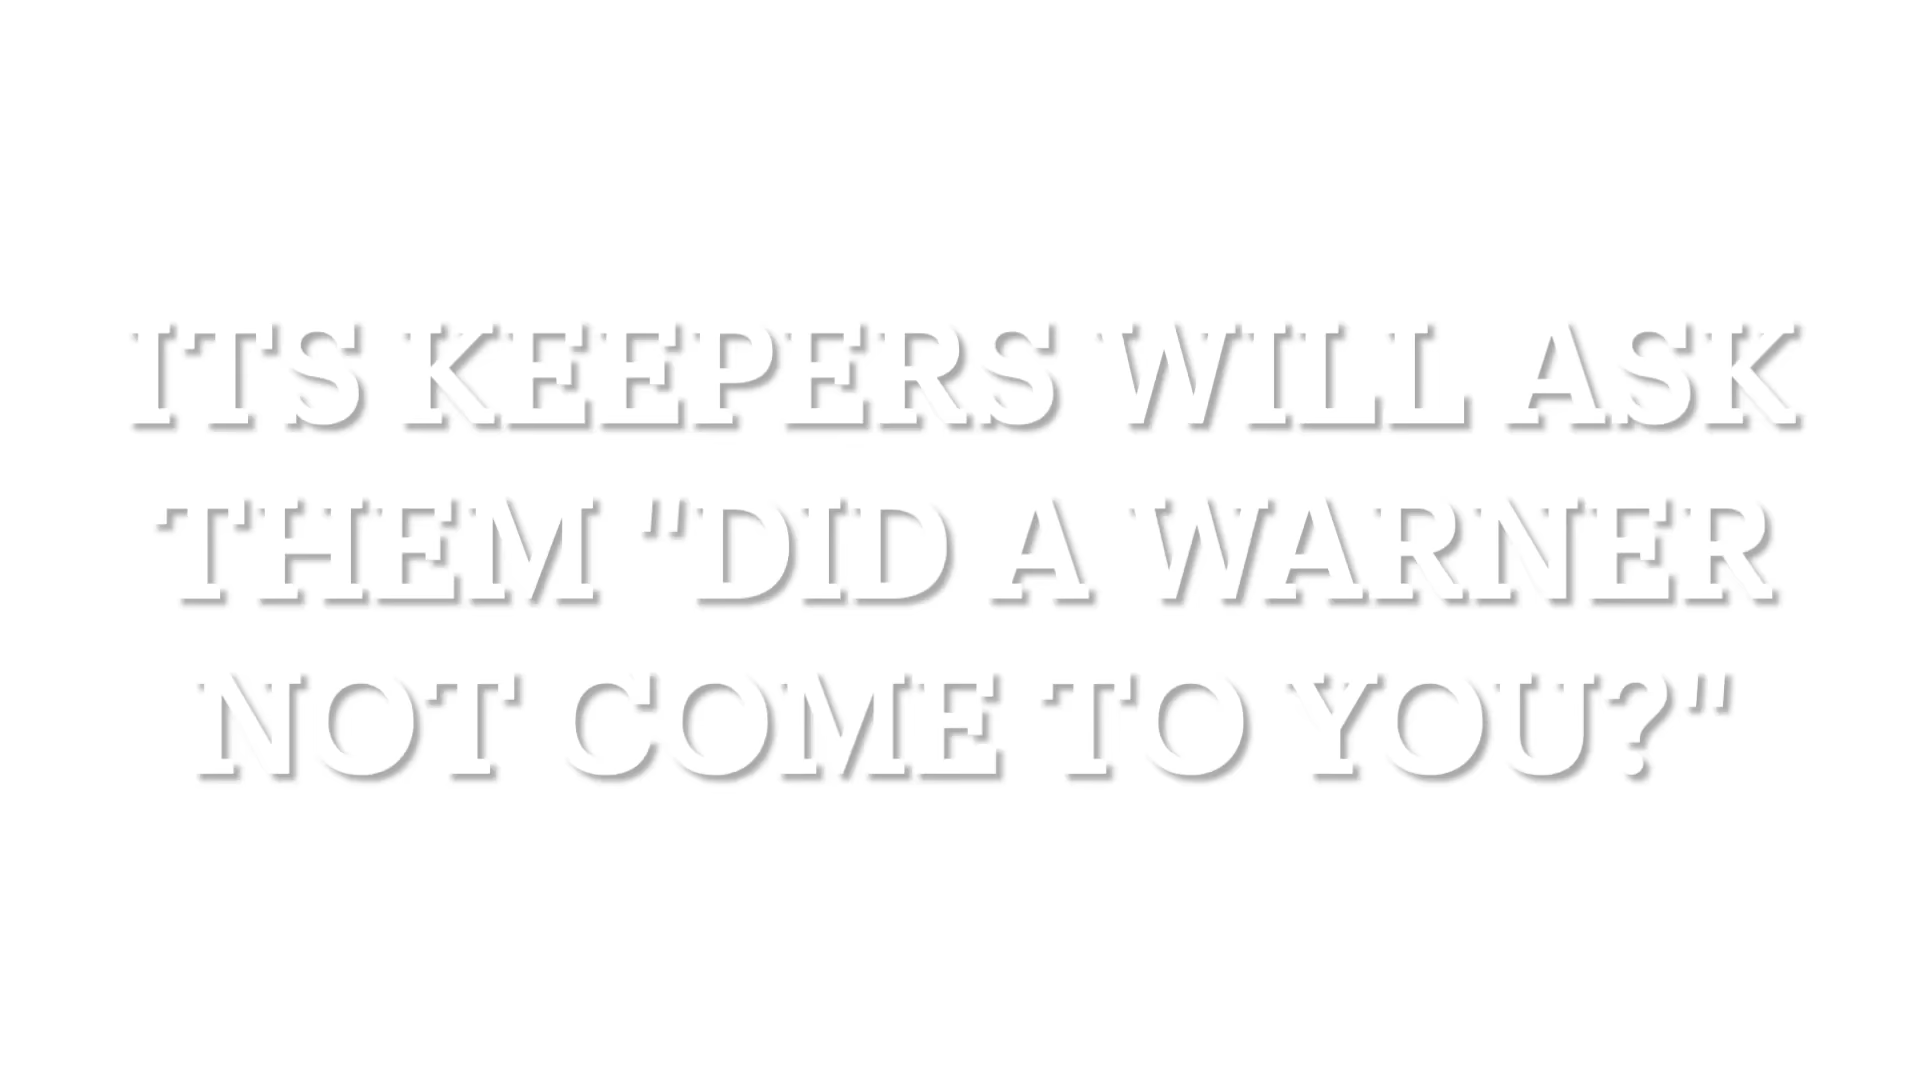 ITS KEEPERS WILL ASK
THEM "DID A WARNER
NOT COME TO YOU?"